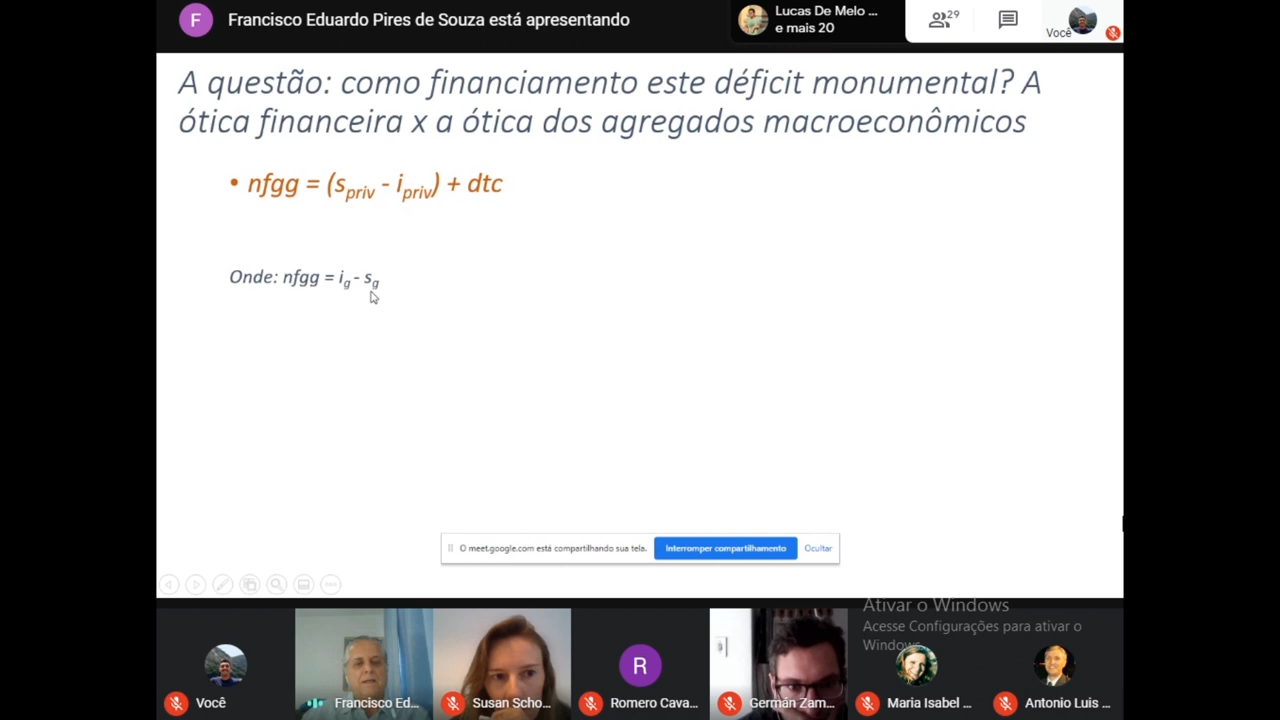 F
Francisco Eduardo Pires de Souza está apresentando
Lucas De Melo ...
e mais 20
29
Você
A questão: como financiamento este déficit monumental? A
ótica financeira x a ótica dos agregados macroeconômicos
• nfgg = (spriv - ipriv) + dtc
Onde: nfgg = ig - sg
O meet.google.com está compartilhando sua tela.
Interromper compartilhamento
Ocultar
Ativar o Windows
Acesse Configurações para ativar o
Windows.
R
Você
Francisco Ed...
Susan Scho...
Romero Cava...
Germán Zam...
Maria Isabel ...
Antonio Luis ...